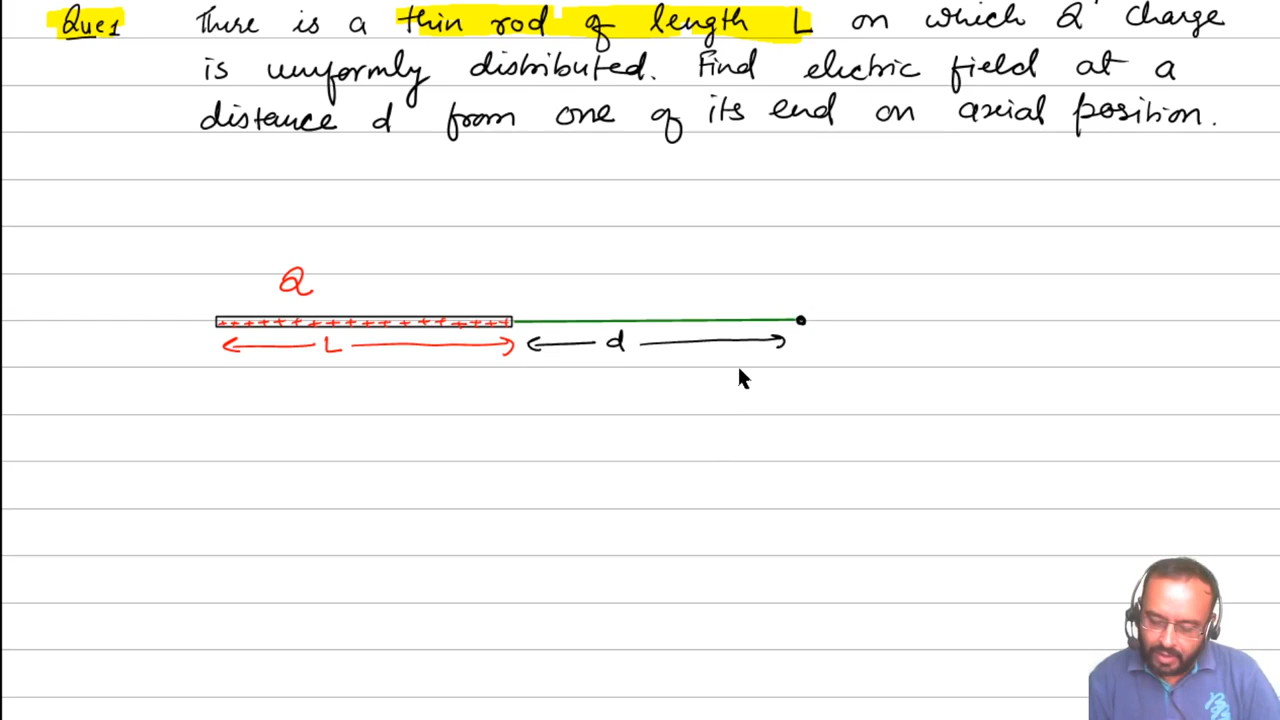 Que1 There is a thin rod of length L on which Q charge
is uniformly distributed. Find electric field at a
distance d from one of its end on axial position.
Q
+ + + + + + + + + + + + + + + + + +
L d